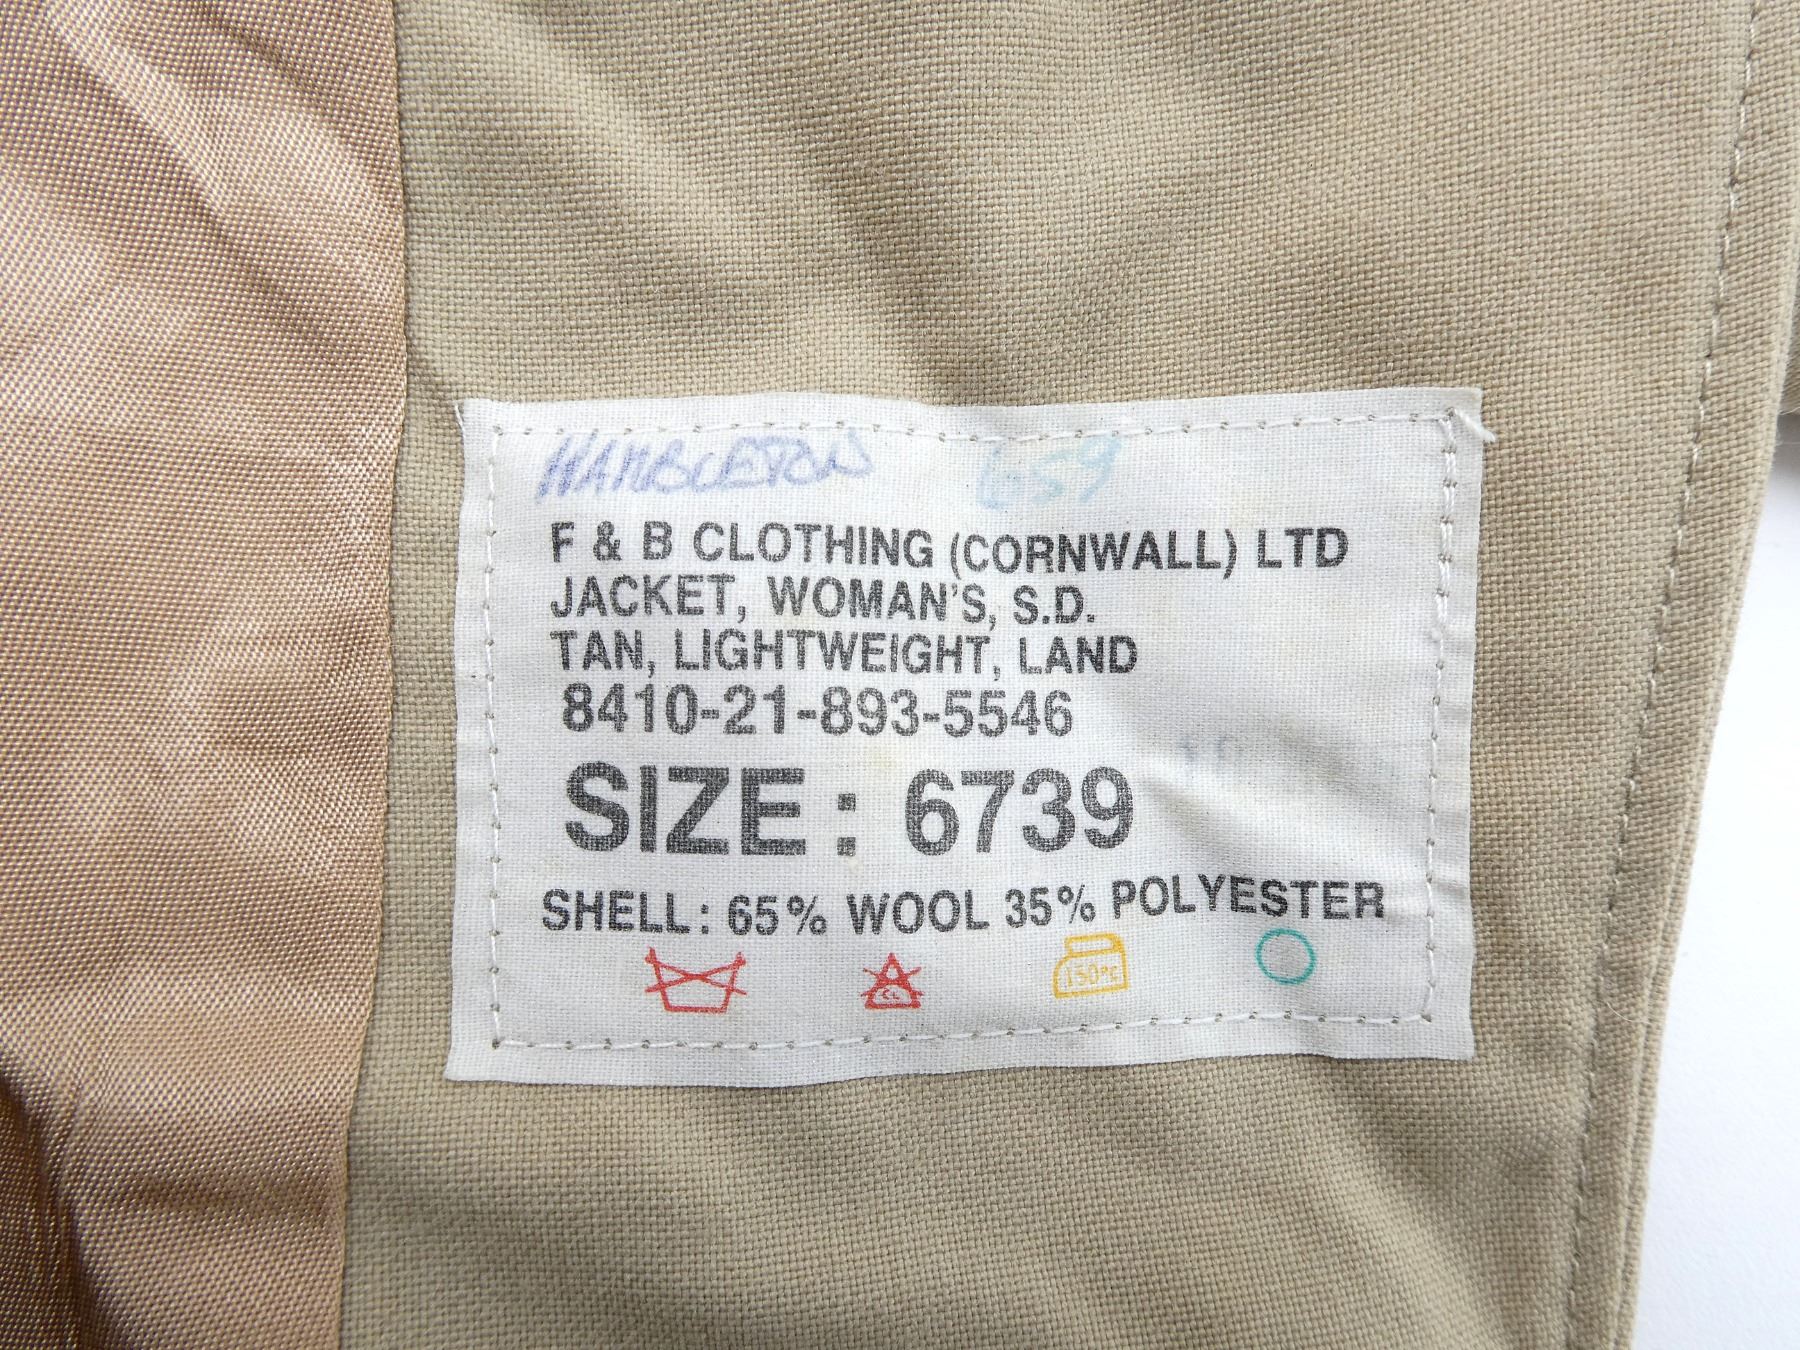 HAMBLETON 659
F & B CLOTHING (CORNWALL) LTD
JACKET, WOMAN'S, S.D.
TAN, LIGHTWEIGHT, LAND
8410-21-893-5546
SIZE: 6739
SHELL: 65% WOOL 35% POLYESTER
CL 150°C